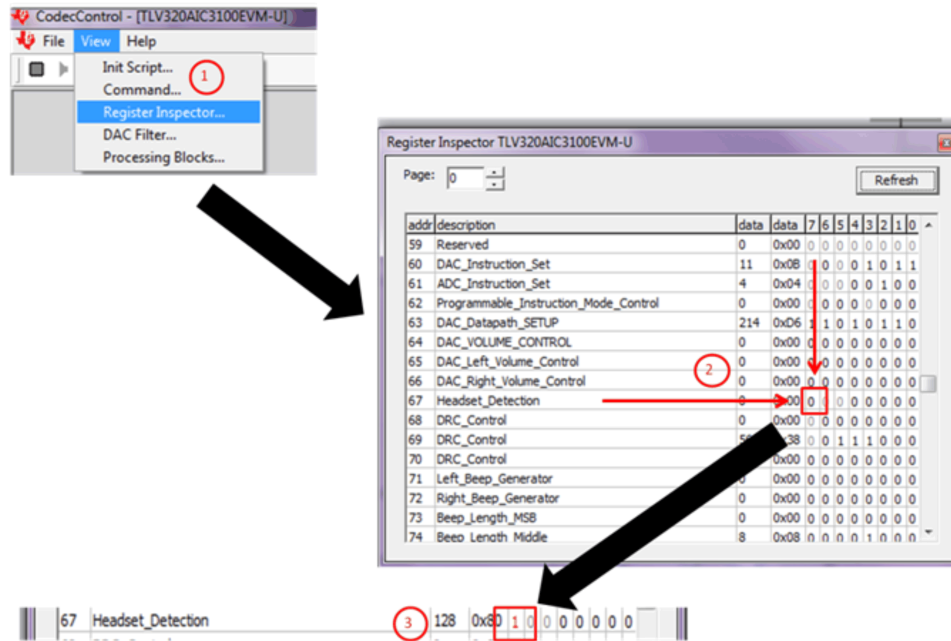 CodecControl - [TLV320AIC3100EVM-U]
File View Help
Init Script...
1
Command...
Register Inspector...
DAC Filter...
Processing Blocks...
Register Inspector TLV320AIC3100EVM-U
Page: 0
Refresh
addr description data data 7 6 5 4 3 2 1 0
59 Reserved 0 0x00 0 0 0 0 0 0 0 0
60 DAC_Instruction_Set 11 0x0B 0 0 0 0 1 0 1 1
61 ADC_Instruction_Set 4 0x04 0 0 0 0 0 1 0 0
62 Programmable_Instruction_Mode_Control 0 0x00 0 0 0 0 0 0 0 0
63 DAC_Datapath_SETUP 214 0xD6 1 1 0 1 0 1 1 0
64 DAC_VOLUME_CONTROL 0 0x00 0 0 0 0 0 0 0 0
65 DAC_Left_Volume_Control 0 0x00 0 0 0 0 0 0 0 0
2
66 DAC_Right_Volume_Control 0 0x00 0 0 0 0 0 0 0 0
67 Headset_Detection 0 0 0 0 0 0 0 0 0
68 DRC_Control 0 0x00 0 0 0 0 0 0 0 0
69 DRC_Control 0 0 1 1 1 0 0 0
70 DRC_Control 0 0 0 0 0 0 0 0
71 Left_Beep_Generator 0x00 0 0 0 0 0 0 0 0
72 Right_Beep_Generator 0 0x00 0 0 0 0 0 0 0 0
73 Beep_Length_MSB 0 0x00 0 0 0 0 0 0 0 0
74 Beep Length Middle 8 0x08 0 0 0 0 1 0 0 0
67 Headset_Detection 3 128 0x80 1 0 0 0 0 0 0 0